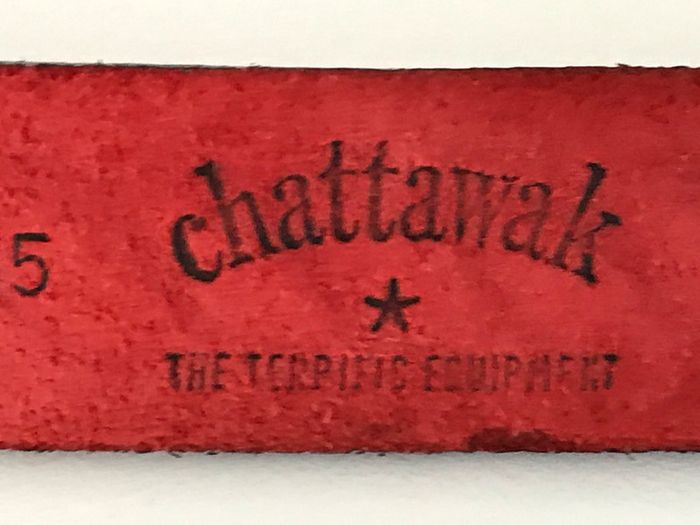 chattawak
5
THE TERRIFIC EQUIPMENT